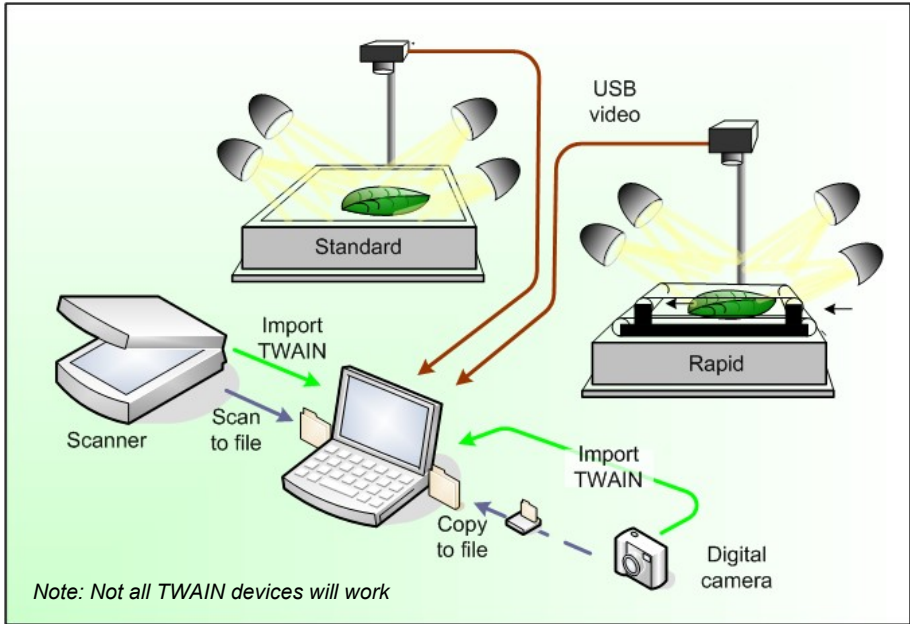 USB
video
Standard
Rapid
Import
TWAIN
Scanner
Scan
to file
Import
TWAIN
Copy
to file
Digital
camera
Note: Not all TWAIN devices will work